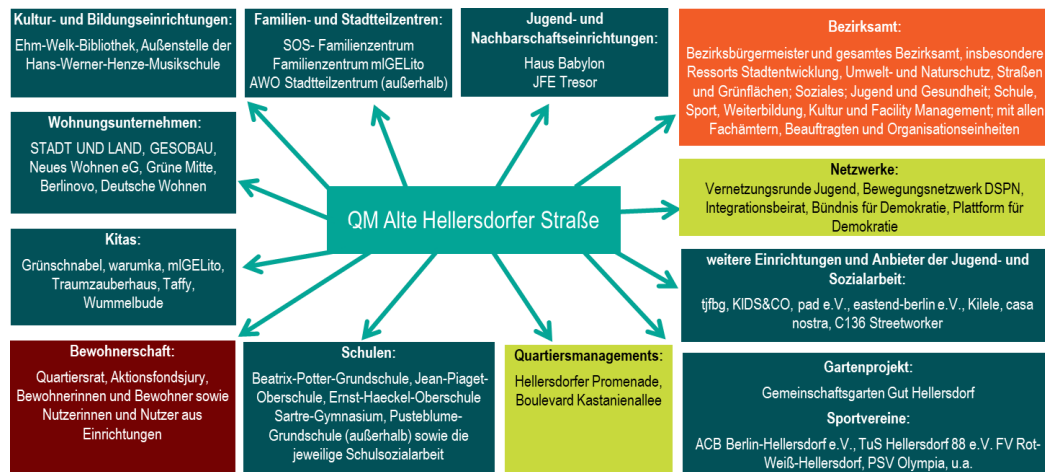 Kultur- und Bildungseinrichtungen:
Ehm-Welk-Bibliothek, Außenstelle der
Hans-Werner-Henze-Musikschule
Familien- und Stadtteilzentren:
SOS- Familienzentrum
Familienzentrum mIGELito
AWO Stadtteilzentrum (außerhalb)
Jugend- und
Nachbarschaftseinrichtungen:
Haus Babylon
JFE Tresor
Bezirksamt:
Bezirksbürgermeister und gesamtes Bezirksamt, insbesondere
Ressorts Stadtentwicklung, Umwelt- und Naturschutz, Straßen
und Grünflächen; Soziales; Jugend und Gesundheit; Schule,
Sport, Weiterbildung, Kultur und Facility Management; mit allen
Fachämtern, Beauftragten und Organisationseinheiten
Wohnungsunternehmen:
STADT UND LAND, GESOBAU,
Neues Wohnen eG, Grüne Mitte,
Berlinovo, Deutsche Wohnen
QM Alte Hellersdorfer Straße
Netzwerke:
Vernetzungsrunde Jugend, Bewegungsnetzwerk DSPN,
Integrationsbeirat, Bündnis für Demokratie, Plattform für
Demokratie
Kitas:
Grünschnabel, warumka, mIGELito,
Traumzauberhaus, Taffy,
Wummelbude
weitere Einrichtungen und Anbieter der Jugend- und
Sozialarbeit:
tjfbg, KIDS&CO, pad e.V., eastend-berlin e.V., Kilele, casa
nostra, C136 Streetworker
Bewohnerschaft:
Quartiersrat, Aktionsfondsjury,
Bewohnerinnen und Bewohner sowie
Nutzerinnen und Nutzer aus
Einrichtungen
Schulen:
Beatrix-Potter-Grundschule, Jean-Piaget-
Oberschule, Ernst-Haeckel-Oberschule
Sartre-Gymnasium, Pusteblume-
Grundschule (außerhalb) sowie die
jeweilige Schulsozialarbeit
Quartiersmanagements:
Hellersdorfer Promenade,
Boulevard Kastanienallee
Gartenprojekt:
Gemeinschaftsgarten Gut Hellersdorf
Sportvereine:
ACB Berlin-Hellersdorf e.V., TuS Hellersdorf 88 e.V. FV Rot-
Weiß-Hellersdorf, PSV Olympia, u.a.